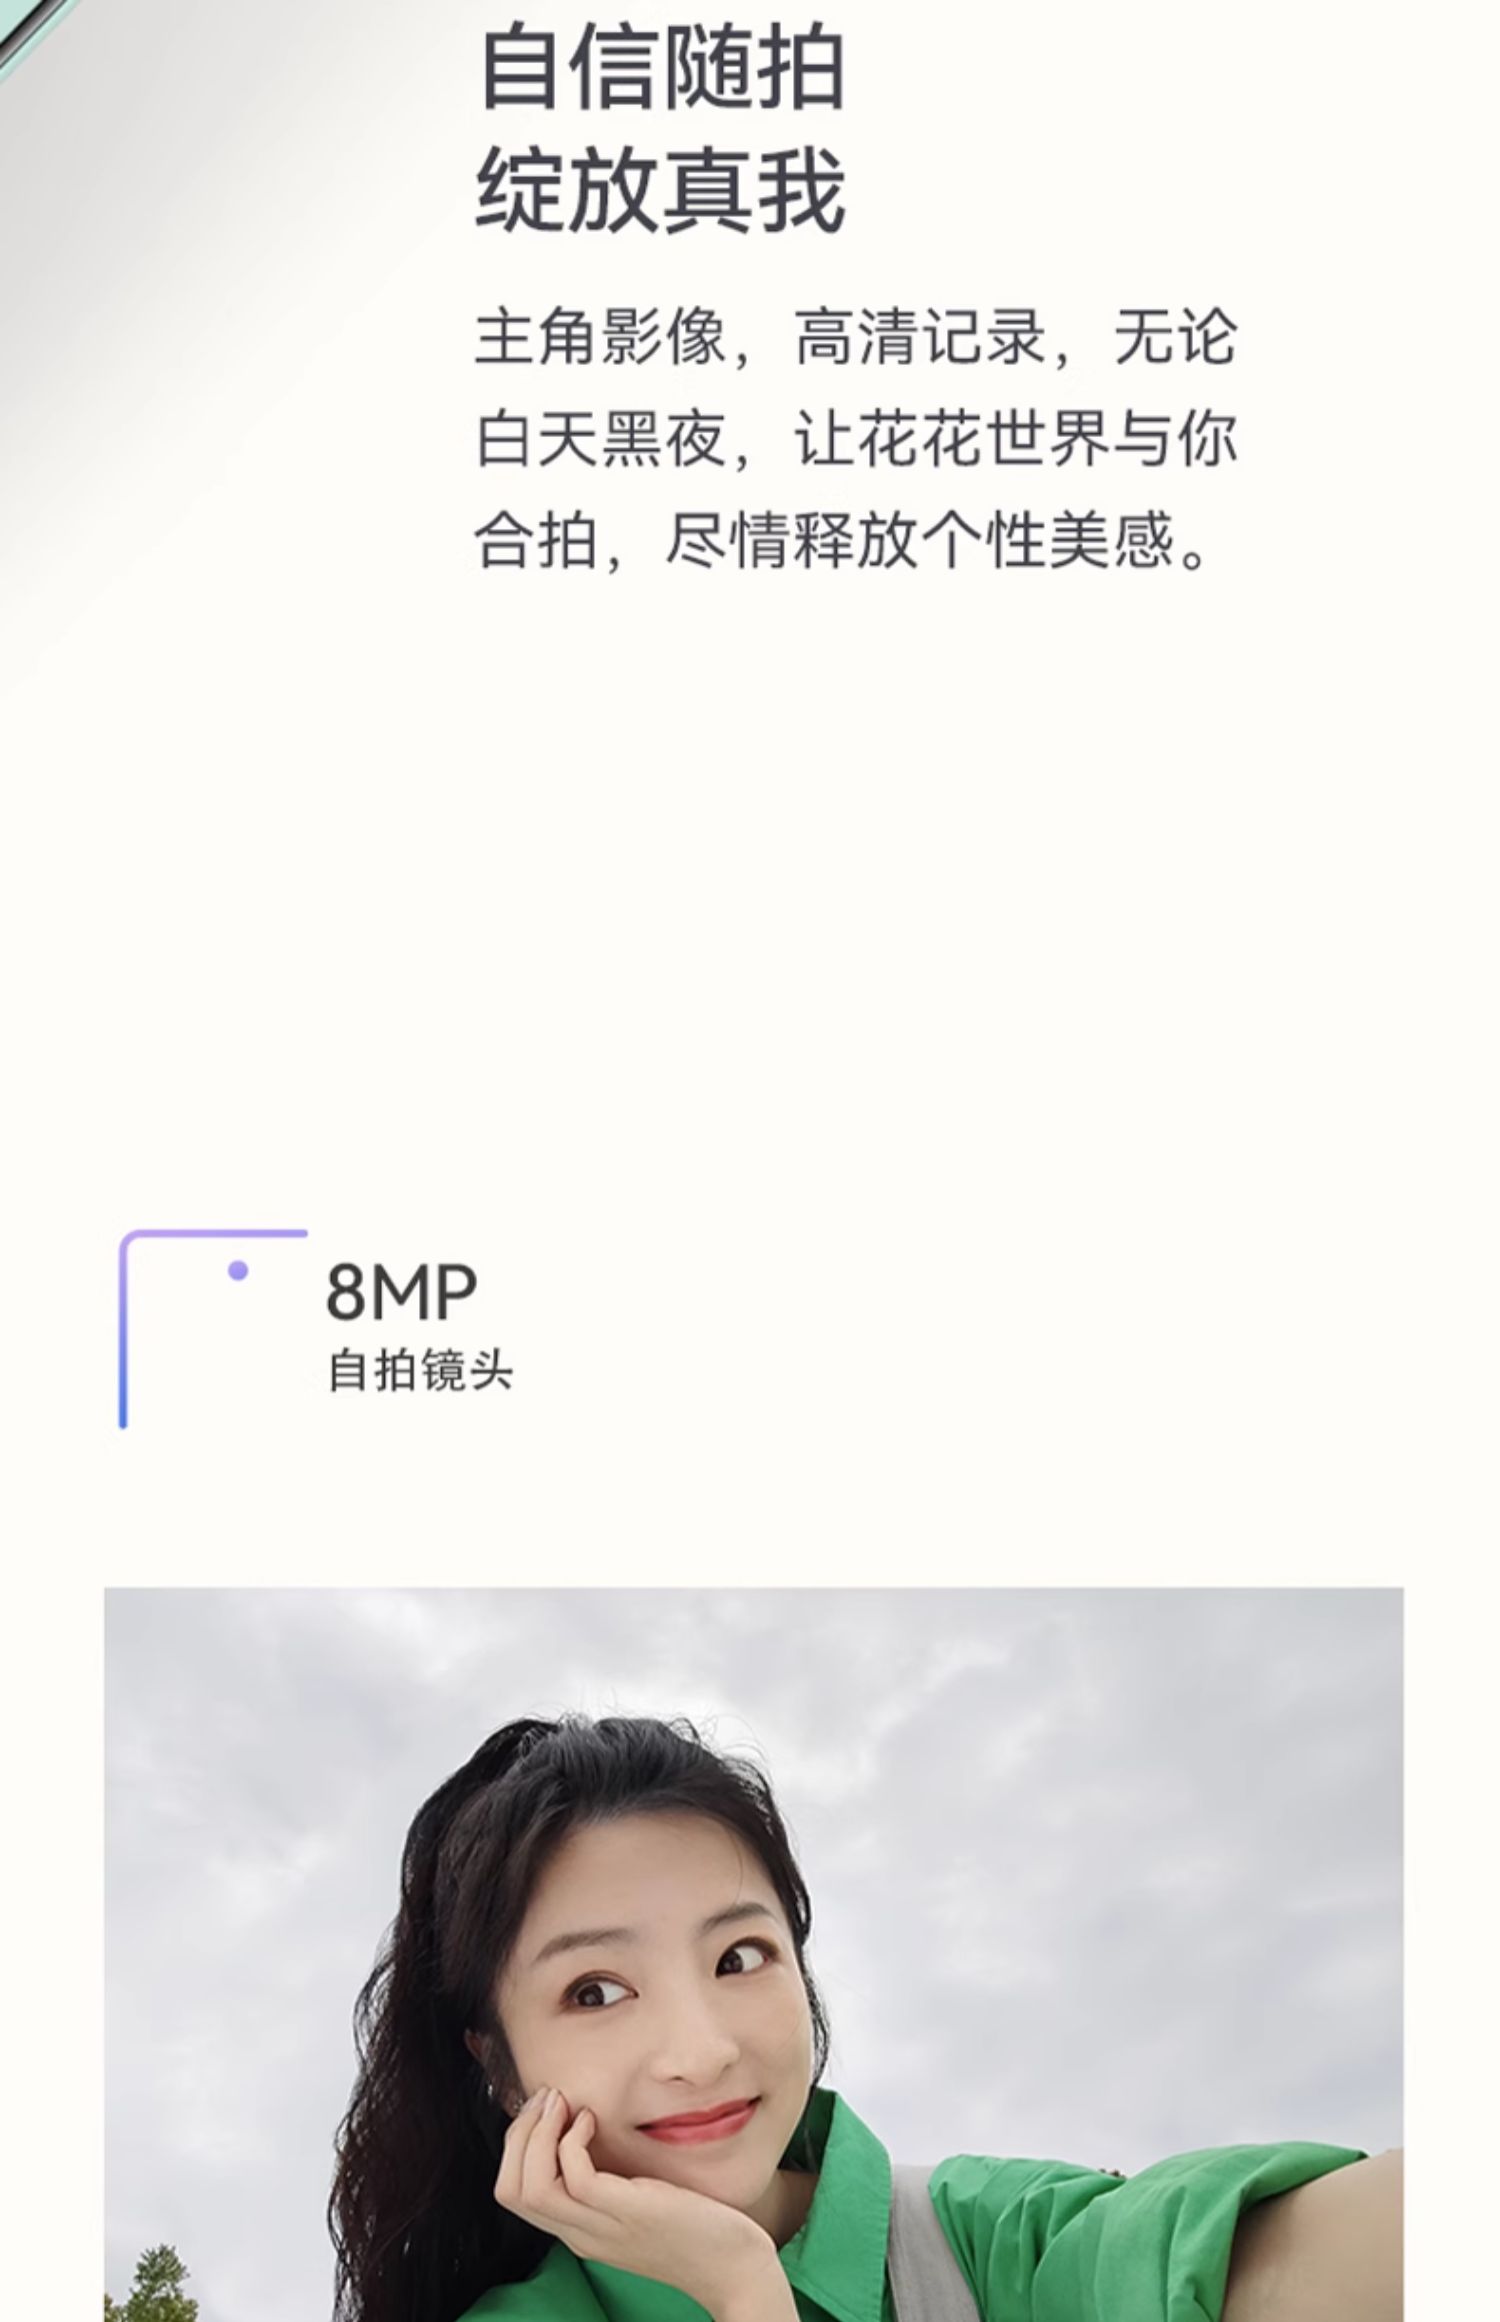 自信随拍
绽放真我
主角影像，高清记录，无论
白天黑夜，让花花世界与你
合拍，尽情释放个性美感。
8MP
自拍镜头